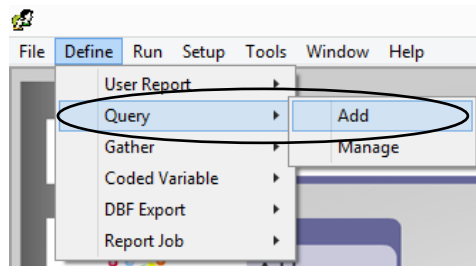 File Define Run Setup Tools Window Help
User Report
Query Add
Gather Manage
Coded Variable
DBF Export
Report Job